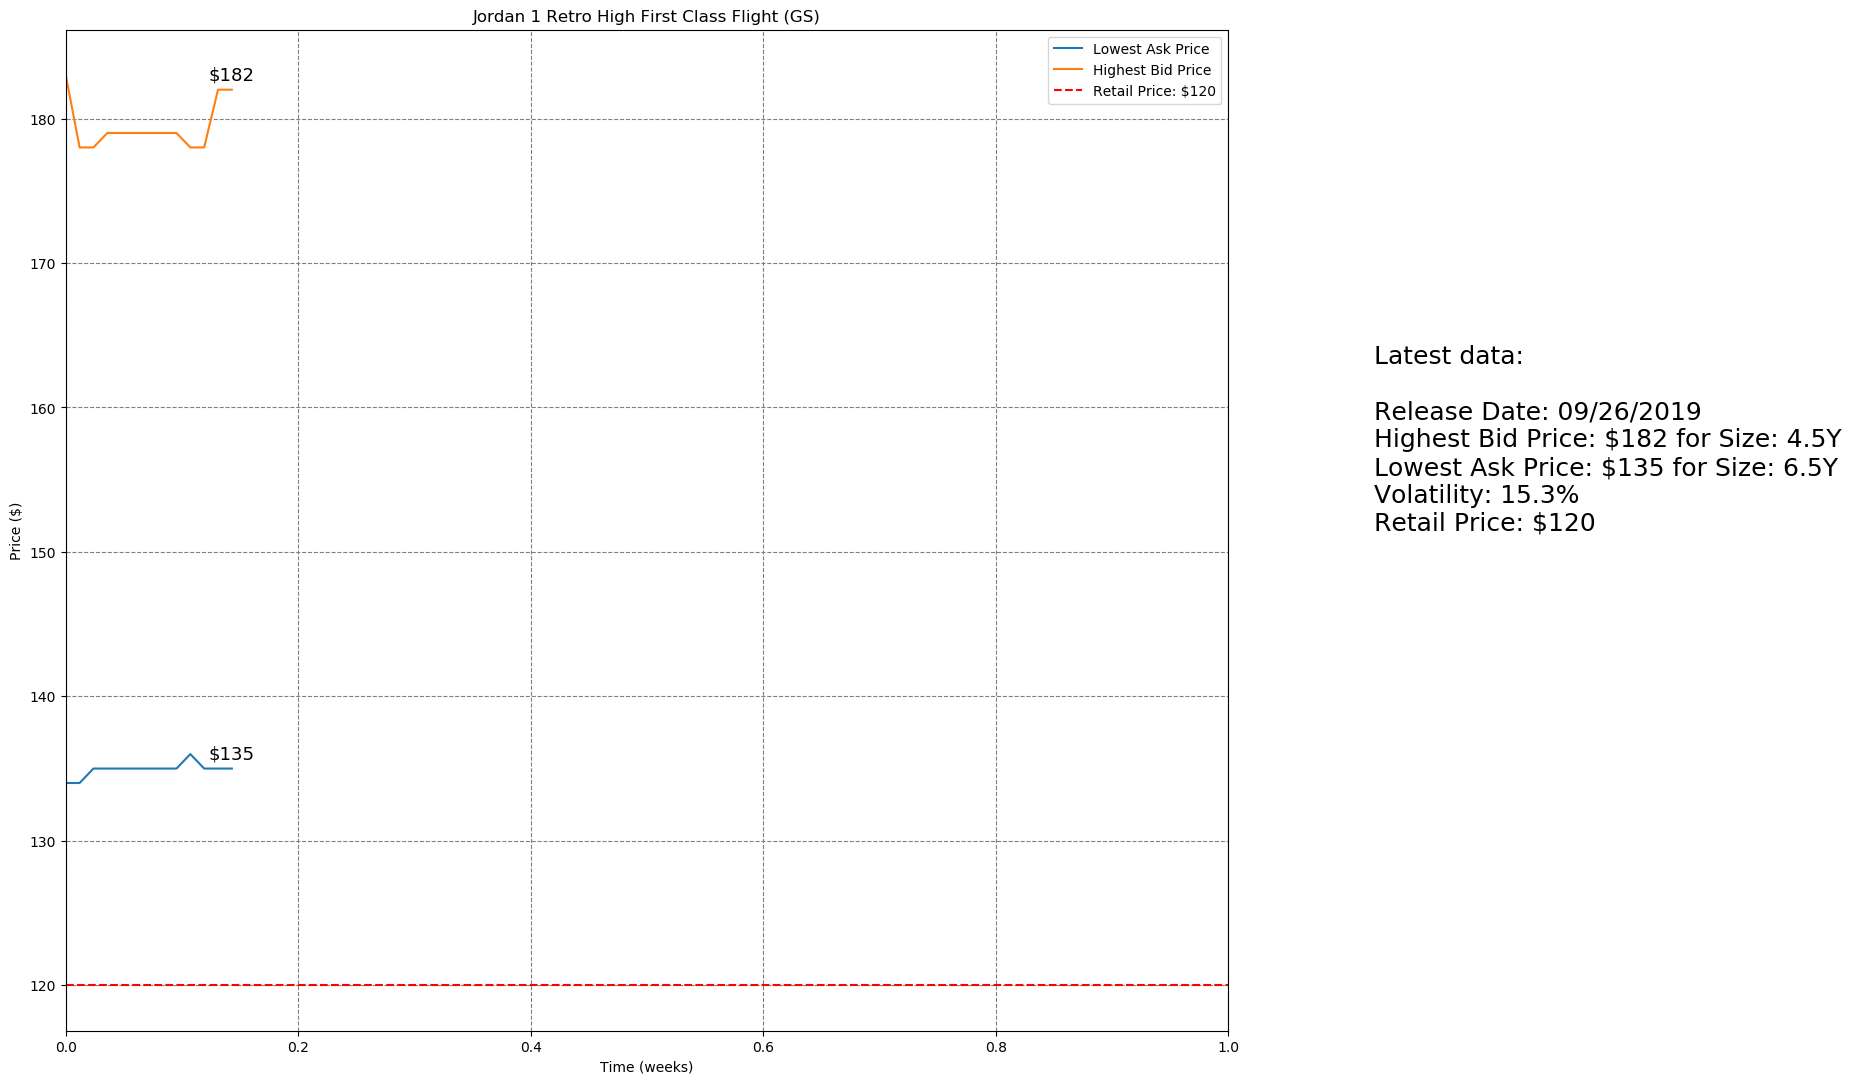 Jordan 1 Retro High First Class Flight (GS)
Lowest Ask Price
Highest Bid Price
Retail Price: $120
$182
$135
Price ($)
180
170
160
150
140
130
120
0.0
0.2
0.4
0.6
0.8
1.0
Time (weeks)
Latest data:
Release Date: 09/26/2019
Highest Bid Price: $182 for Size: 4.5Y
Lowest Ask Price: $135 for Size: 6.5Y
Volatility: 15.3%
Retail Price: $120